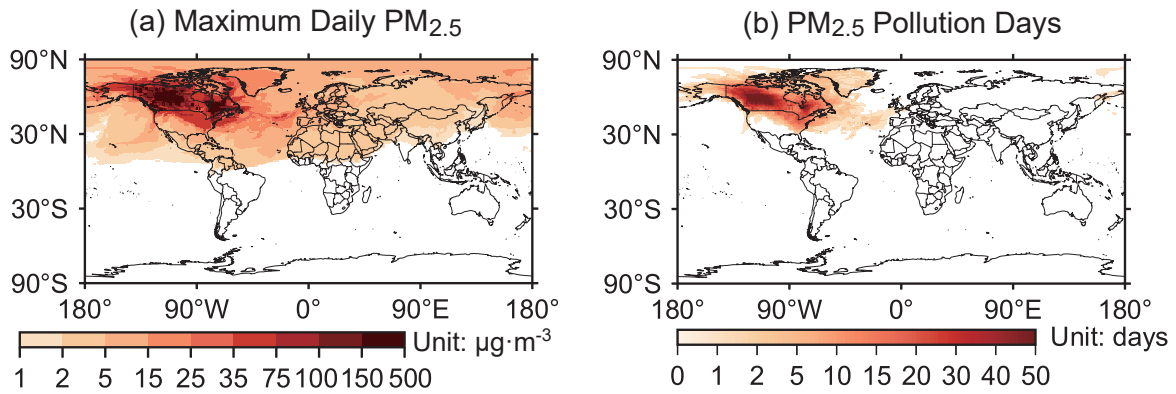 (a) Maximum Daily PM2.5
90°N
30°N
30°S
90°S
180° 90°W 0° 90°E 180°
1 2 5 15 25 35 75 100 150 500
Unit: µg·m-3
(b) PM2.5 Pollution Days
90°N
30°N
30°S
90°S
180° 90°W 0° 90°E 180°
0 1 2 5 10 15 20 30 40 50
Unit: days